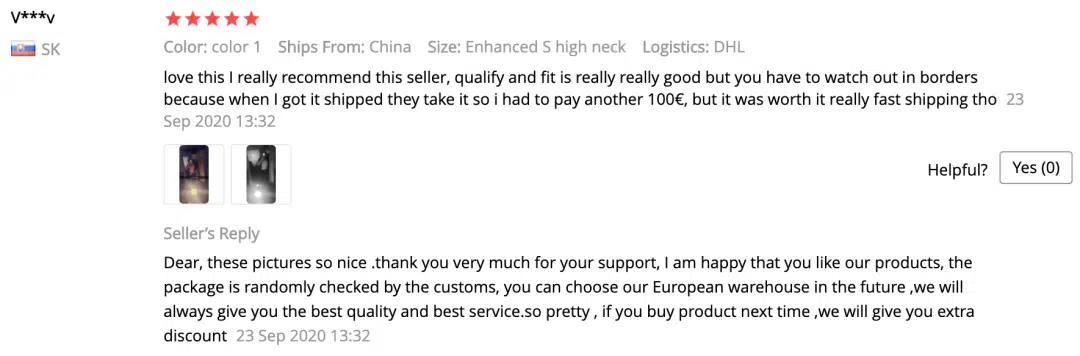 V***v
SK
Color: color 1 Ships From: China Size: Enhanced S high neck Logistics: DHL
love this I really recommend this seller, qualify and fit is really really good but you have to watch out in borders
because when I got it shipped they take it so i had to pay another 100€, but it was worth it really fast shipping tho 23
Sep 2020 13:32
Helpful? Yes (0)
Seller’s Reply
Dear, these pictures so nice .thank you very much for your support, I am happy that you like our products, the
package is randomly checked by the customs, you can choose our European warehouse in the future ,we will
always give you the best quality and best service.so pretty , if you buy product next time ,we will give you extra
discount 23 Sep 2020 13:32